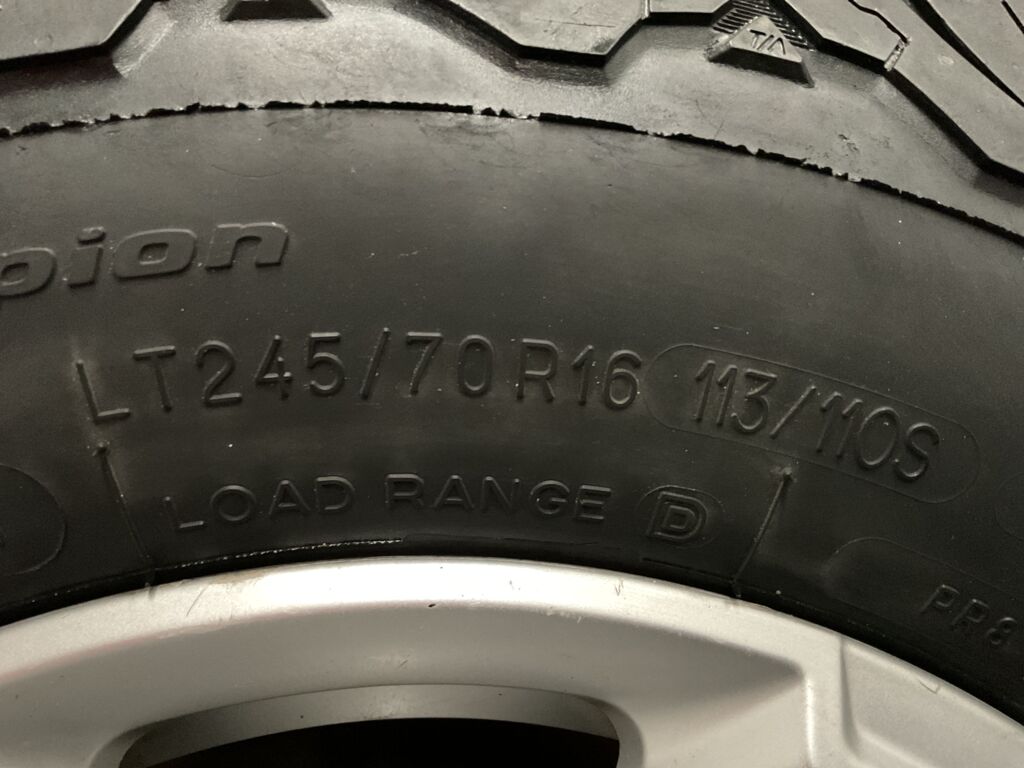 T/A
pion
LT245/70R16 113/110S
LOAD RANGE D
PR8